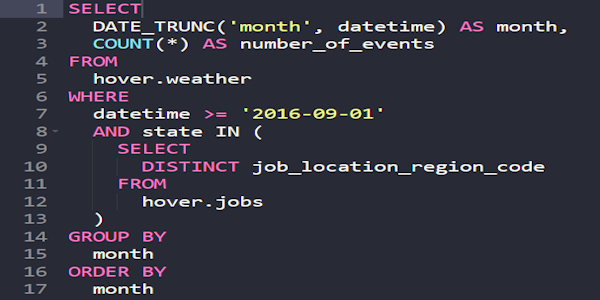 1 SELECT
2 DATE_TRUNC('month', datetime) AS month,
3 COUNT(*) AS number_of_events
4 FROM
5 hover.weather
6 WHERE
7 datetime >= '2016-09-01'
8 AND state IN (
9 SELECT
10 DISTINCT job_location_region_code
11 FROM
12 hover.jobs
13 )
14 GROUP BY
15 month
16 ORDER BY
17 month